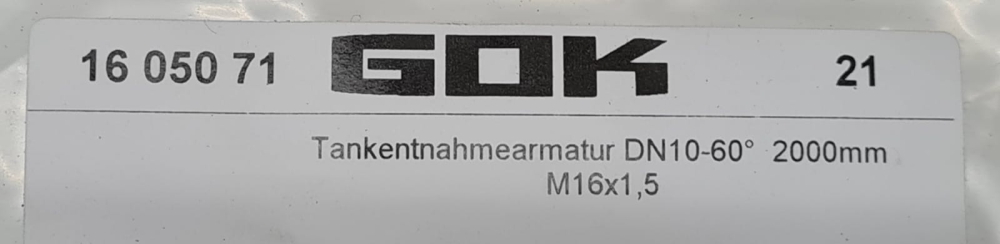 16 050 71 GOK 21
Tankentnahmearmatur DN10-60° 2000mm
M16x1,5